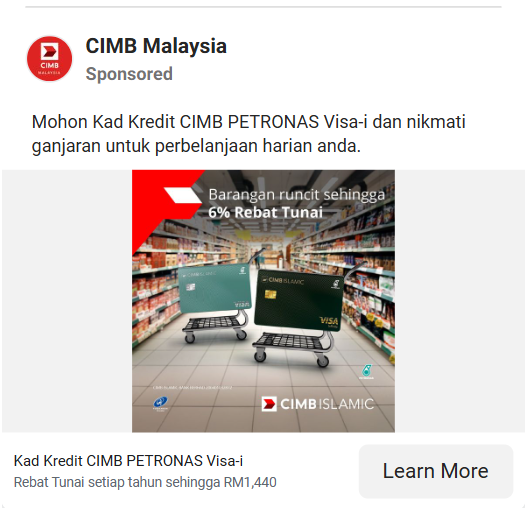 CIMB Malaysia
Sponsored
Mohon Kad Kredit CIMB PETRONAS Visa-i dan nikmati
ganjaran untuk perbelanjaan harian anda.
Barangan runcit sehingga
6% Rebat Tunai
CIMB ISLAMIC
CIMB ISLAMIC
VISA
CIMB ISLAMIC
Kad Kredit CIMB PETRONAS Visa-i
Rebat Tunai setiap tahun sehingga RM1,440
Learn More